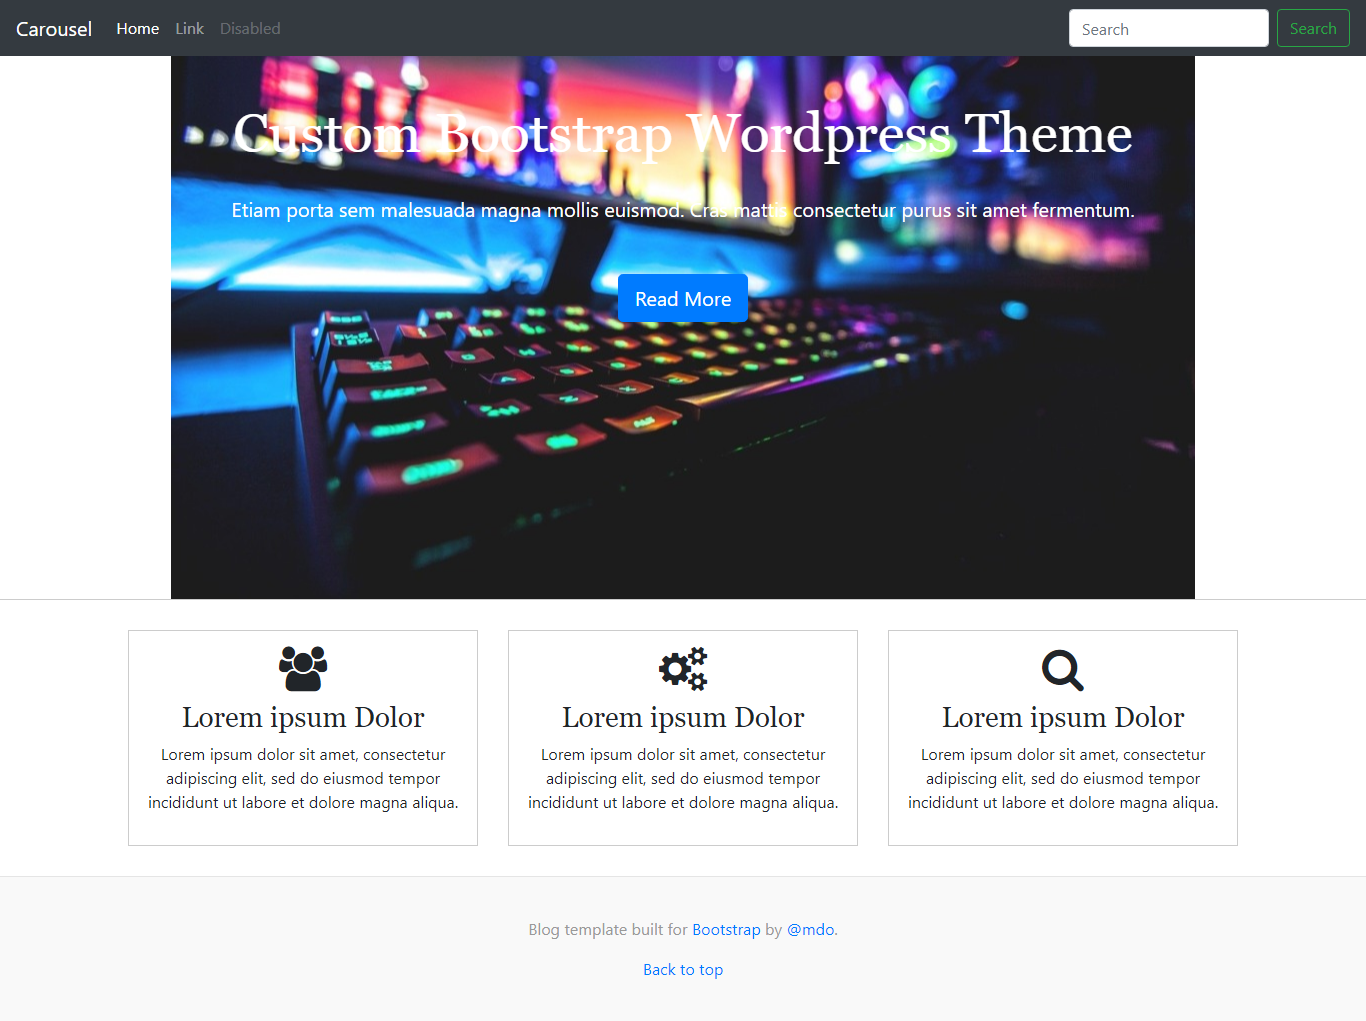 Carousel Home Link Disabled Search Search
Custom Bootstrap Wordpress Theme
Etiam porta sem malesuada magna mollis euismod. Cras mattis consectetur purus sit amet fermentum.
Read More
Lorem ipsum Dolor
Lorem ipsum dolor sit amet, consectetur
adipiscing elit, sed do eiusmod tempor
incididunt ut labore et dolore magna aliqua.
Lorem ipsum Dolor
Lorem ipsum dolor sit amet, consectetur
adipiscing elit, sed do eiusmod tempor
incididunt ut labore et dolore magna aliqua.
Lorem ipsum Dolor
Lorem ipsum dolor sit amet, consectetur
adipiscing elit, sed do eiusmod tempor
incididunt ut labore et dolore magna aliqua.
Blog template built for Bootstrap by @mdo.
Back to top